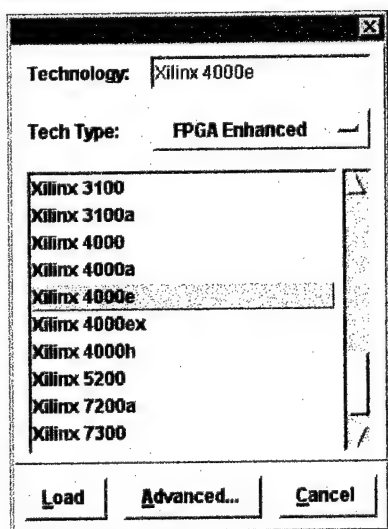 Technology: Xilinx 4000e
Tech Type: FPGA Enhanced
Xilinx 3100
Xilinx 3100a
Xilinx 4000
Xilinx 4000a
Xilinx 4000e
Xilinx 4000ex
Xilinx 4000h
Xilinx 5200
Xilinx 7200a
Xilinx 7300
Load Advanced... Cancel